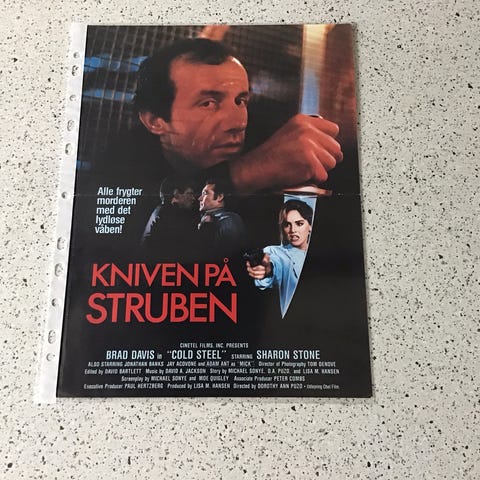 Alle frygter
morderen
med det
lydløse
våben!
KNIVEN PÅ
STRUBEN
CINETEL FILMS, INC. PRESENTS
BRAD DAVIS in "COLD STEEL" STARRING SHARON STONE
ALSO STARRING JONATHAN BANKS JAY ACOVONE and ADAM ANT as "MICK". Director of Photography TOM DENOVE
Edited by DAVID BARTLETT Music by DAVID A. JACKSON Story by MICHAEL SONYE, D.A. PUZO, and LISA M. HANSEN
Screenplay by MICHAEL SONYE and MOE QUIGLEY Associate Producer PETER COMBS
Executive Producer PAUL HERTZBERG Produced by LISA M. HANSEN Directed by DOROTHY ANN PUZO • Udlejning Obel Film.